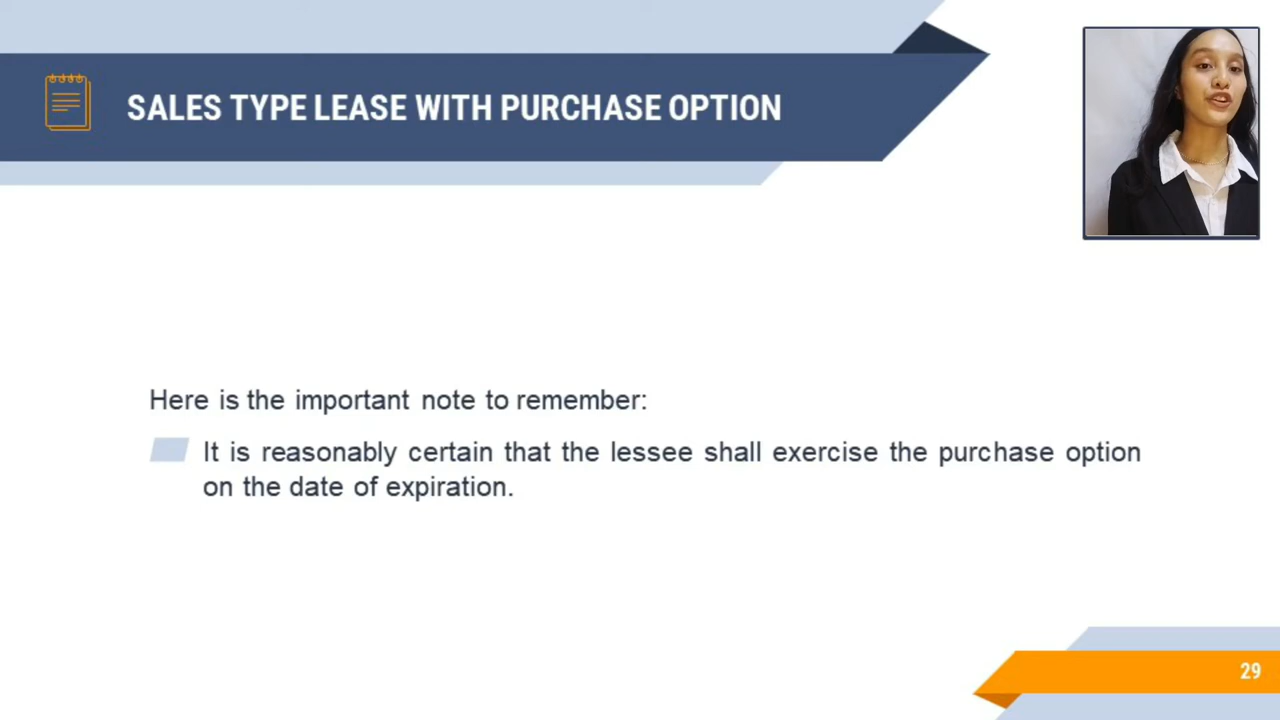 SALES TYPE LEASE WITH PURCHASE OPTION
Here is the important note to remember:
It is reasonably certain that the lessee shall exercise the purchase option
on the date of expiration.
29